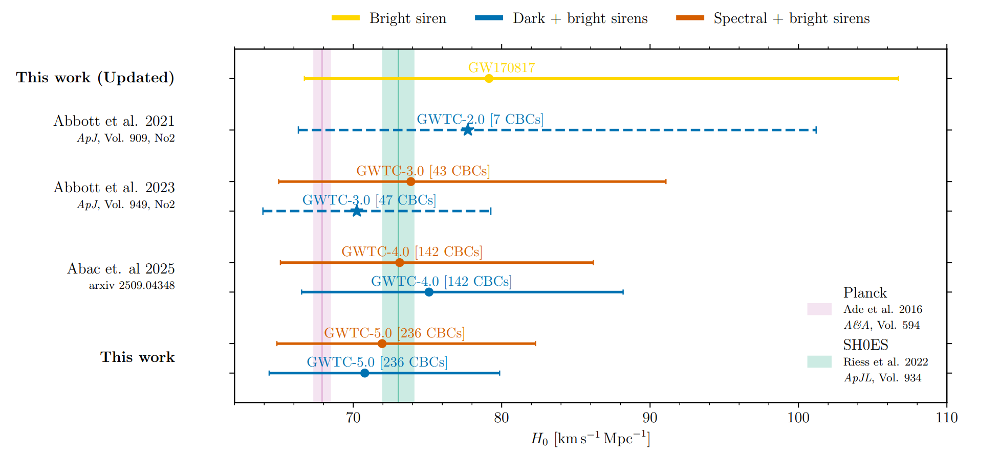 Bright siren
Dark + bright sirens
Spectral + bright sirens
This work (Updated)
GW170817
Abbott et al. 2021
ApJ, Vol. 909, No2
GWTC-2.0 [7 CBCs]
Abbott et al. 2023
ApJ, Vol. 949, No2
GWTC-3.0 [43 CBCs]
GWTC-3.0 [47 CBCs]
Abac et. al 2025
arxiv 2509.04348
GWTC-4.0 [142 CBCs]
GWTC-4.0 [142 CBCs]
This work
GWTC-5.0 [236 CBCs]
GWTC-5.0 [236 CBCs]
Planck
Ade et al. 2016
A&A, Vol. 594
SH0ES
Riess et al. 2022
ApJL, Vol. 934
70 80 90 100 110
H₀ [km s⁻¹ Mpc⁻¹]